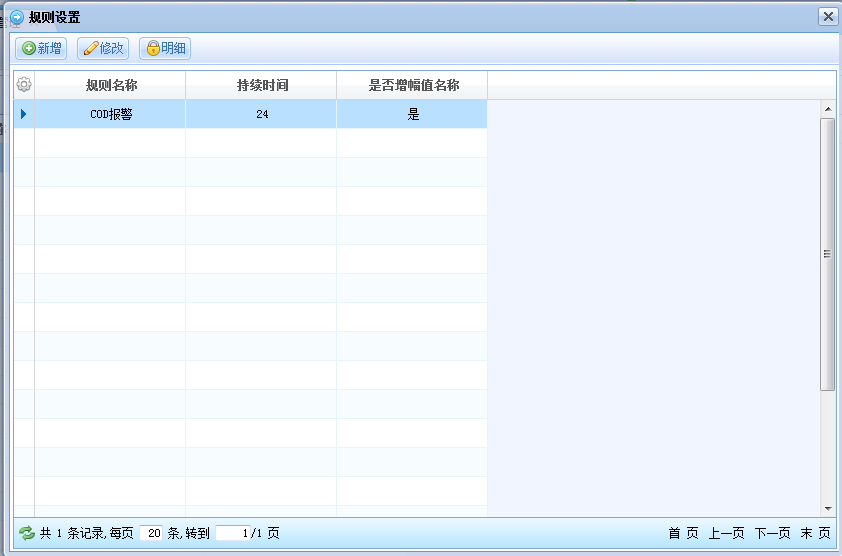 规则设置
新增 修改 明细
规则名称 持续时间 是否增幅值名称
COD报警 24 是
共 1 条记录,每页 20 条,转到 1/1 页 首 页 上一页 下一页 末 页